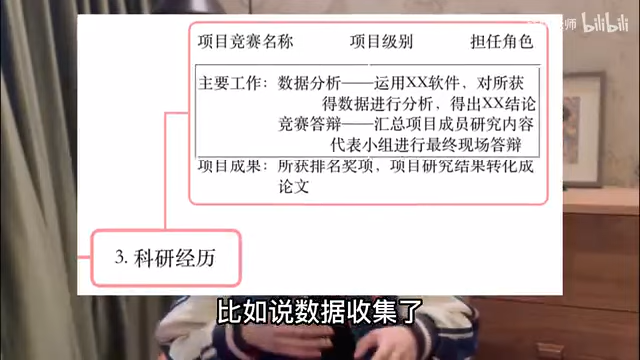 师 bilibili
项目竞赛名称 项目级别 担任角色
主要工作：数据分析——运用XX软件，对所获
得数据进行分析，得出XX结论
竞赛答辩——汇总项目成员研究内容
代表小组进行最终现场答辩
项目成果：所获排名奖项，项目研究结果转化成
论文
3. 科研经历
比如说数据收集了